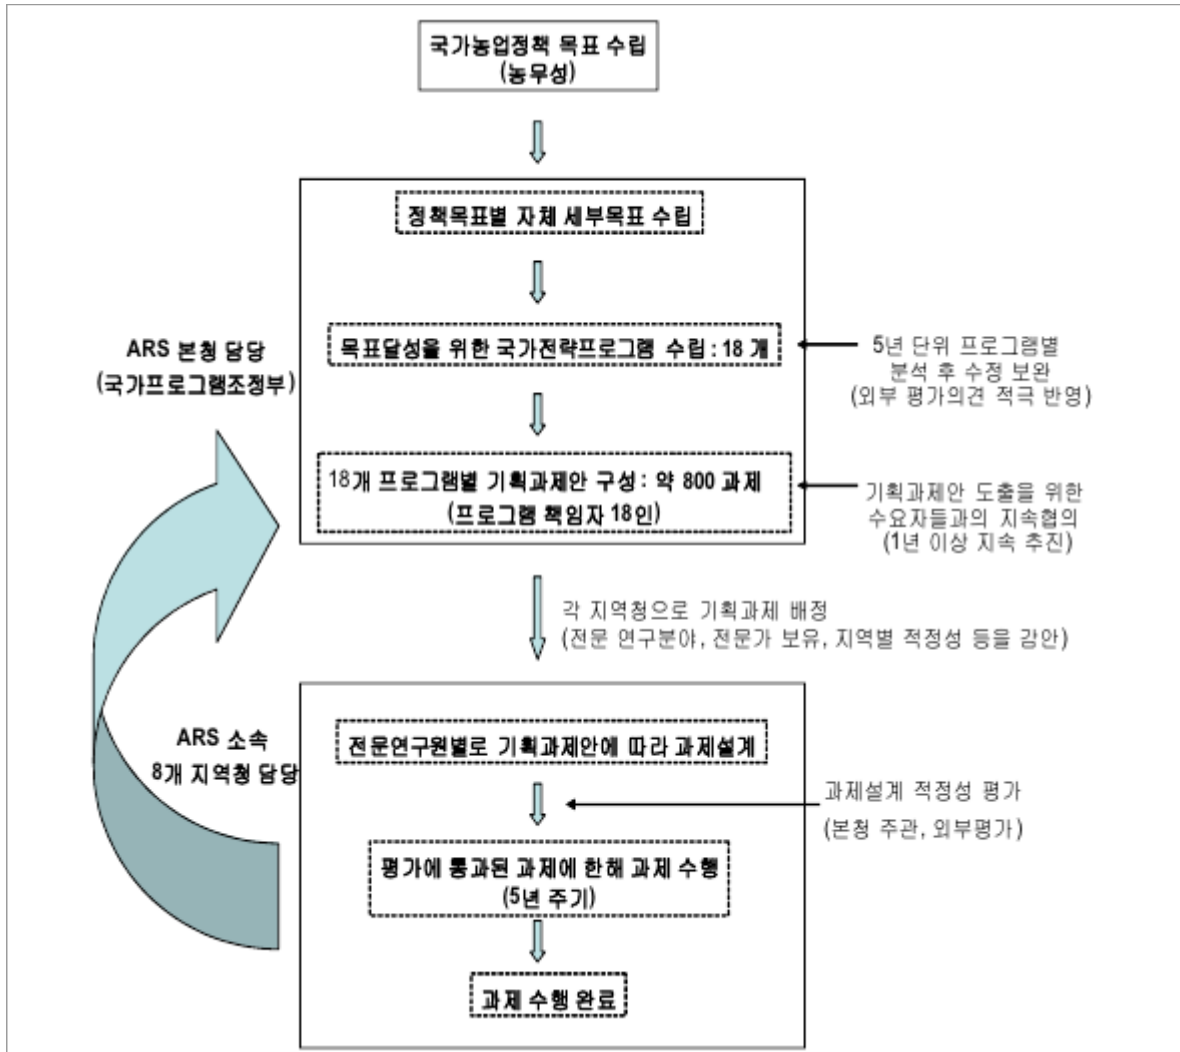 국가농업정책 목표 수립
(농무성)
정책목표별 자체 세부목표 수립
목표달성을 위한 국가전략프로그램 수립 : 18 개
ARS 본청 담당
(국가프로그램조정부)
5년 단위 프로그램별
분석 후 수정 보완
(외부 평가의견 적극 반영)
18개 프로그램별 기획과제안 구성 : 약 800 과제
(프로그램 책임자 18인)
기획과제안 도출을 위한
수요자들과의 지속협의
(1년 이상 지속 추진)
각 지역청으로 기획과제 배정
(전문 연구분야, 전문가 보유, 지역별 적정성 등을 감안)
ARS 소속
8개 지역청 담당
전문연구원별로 기획과제안에 따라 과제설계
과제설계 적정성 평가
(본청 주관, 외부평가)
평가에 통과된 과제에 한해 과제 수행
(5년 주기)
과제 수행 완료